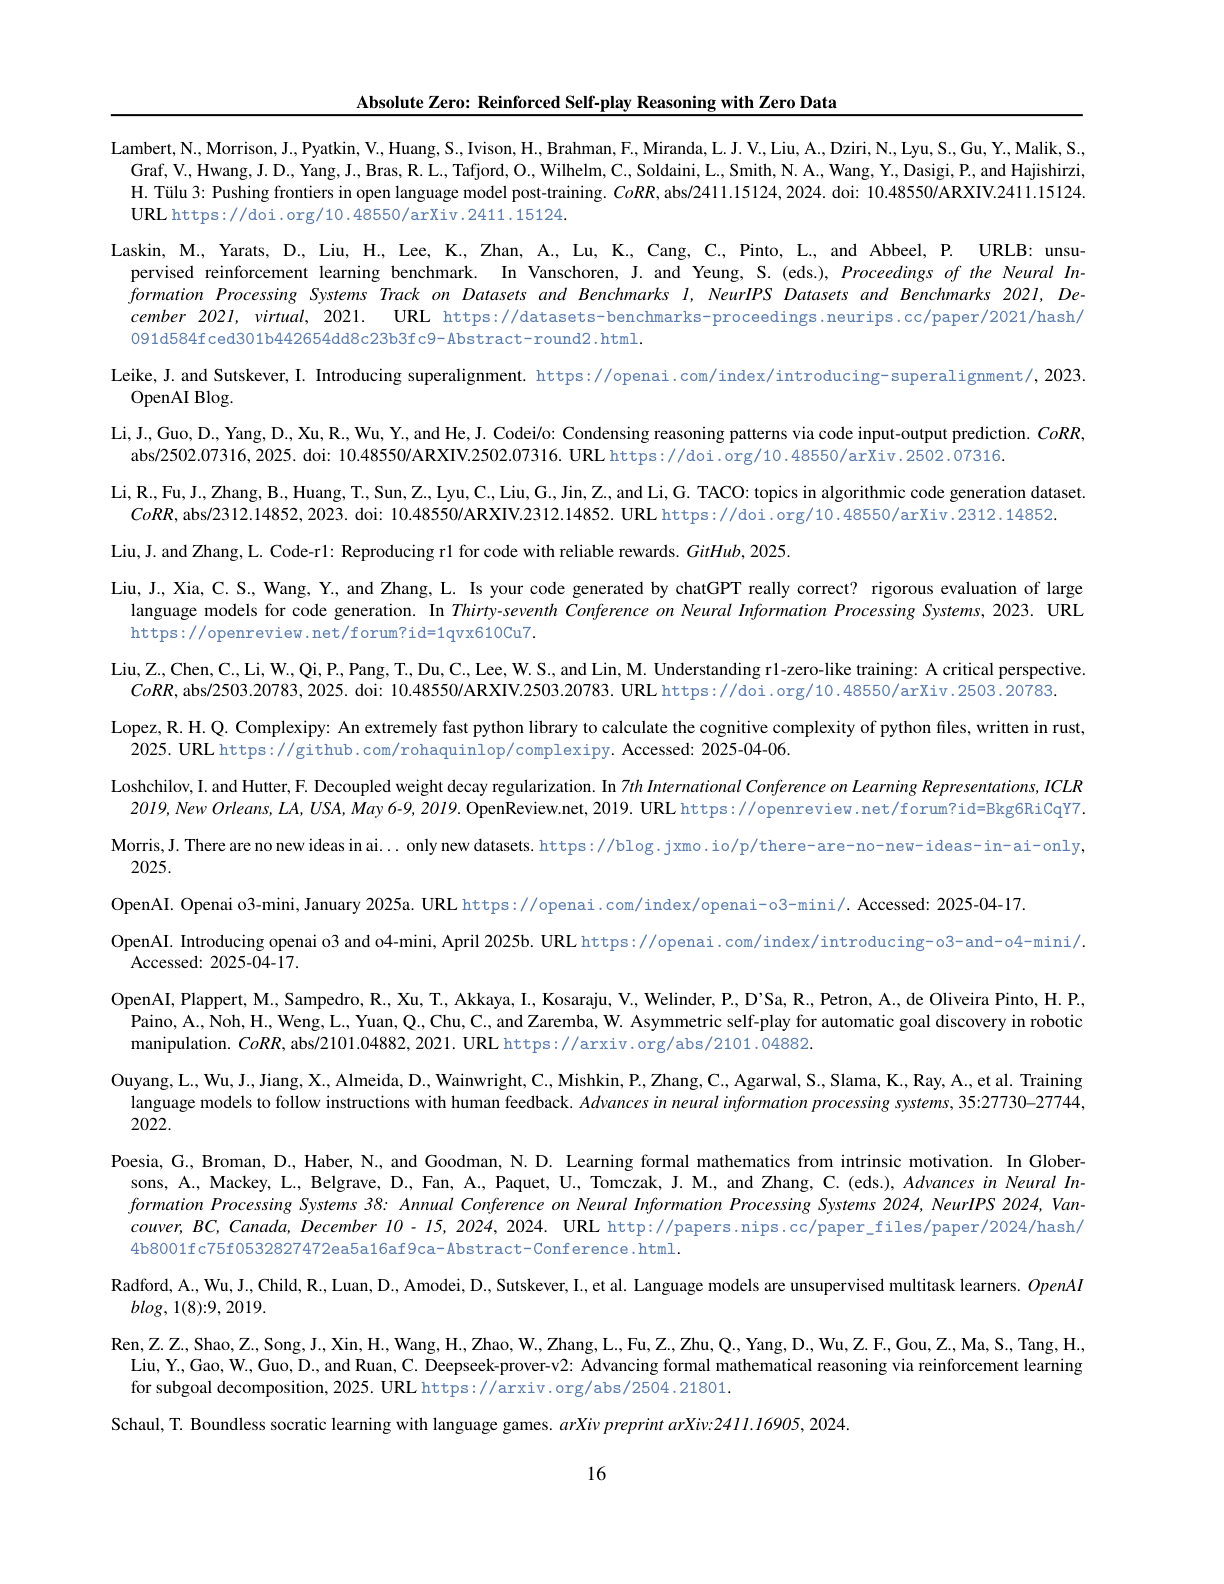 Absolute Zero: Reinforced Self-play Reasoning with Zero Data
Lambert, N., Morrison, J., Pyatkin, V., Huang, S., Ivison, H., Brahman, F., Miranda, L. J. V., Liu, A., Dziri, N., Lyu, S., Gu, Y., Malik, S.,
Graf, V., Hwang, J. D., Yang, J., Bras, R. L., Tafjord, O., Wilhelm, C., Soldaini, L., Smith, N. A., Wang, Y., Dasigi, P., and Hajishirzi,
H. Tülu 3: Pushing frontiers in open language model post-training. CoRR, abs/2411.15124, 2024. doi: 10.48550/ARXIV.2411.15124.
URL https://doi.org/10.48550/arXiv.2411.15124.
Laskin, M., Yarats, D., Liu, H., Lee, K., Zhan, A., Lu, K., Cang, C., Pinto, L., and Abbeel, P. URLB: unsu-
pervised reinforcement learning benchmark. In Vanschoren, J. and Yeung, S. (eds.), Proceedings of the Neural In-
formation Processing Systems Track on Datasets and Benchmarks 1, NeurIPS Datasets and Benchmarks 2021, De-
cember 2021, virtual, 2021. URL https://datasets-benchmarks-proceedings.neurips.cc/paper/2021/hash/
091d584fced301b442654dd8c23b3fc9-Abstract-round2.html.
Leike, J. and Sutskever, I. Introducing superalignment. https://openai.com/index/introducing-superalignment/, 2023.
OpenAI Blog.
Li, J., Guo, D., Yang, D., Xu, R., Wu, Y., and He, J. Codei/o: Condensing reasoning patterns via code input-output prediction. CoRR,
abs/2502.07316, 2025. doi: 10.48550/ARXIV.2502.07316. URL https://doi.org/10.48550/arXiv.2502.07316.
Li, R., Fu, J., Zhang, B., Huang, T., Sun, Z., Lyu, C., Liu, G., Jin, Z., and Li, G. TACO: topics in algorithmic code generation dataset.
CoRR, abs/2312.14852, 2023. doi: 10.48550/ARXIV.2312.14852. URL https://doi.org/10.48550/arXiv.2312.14852.
Liu, J. and Zhang, L. Code-r1: Reproducing r1 for code with reliable rewards. GitHub, 2025.
Liu, J., Xia, C. S., Wang, Y., and Zhang, L. Is your code generated by chatGPT really correct? rigorous evaluation of large
language models for code generation. In Thirty-seventh Conference on Neural Information Processing Systems, 2023. URL
https://openreview.net/forum?id=1qvx610Cu7.
Liu, Z., Chen, C., Li, W., Qi, P., Pang, T., Du, C., Lee, W. S., and Lin, M. Understanding r1-zero-like training: A critical perspective.
CoRR, abs/2503.20783, 2025. doi: 10.48550/ARXIV.2503.20783. URL https://doi.org/10.48550/arXiv.2503.20783.
Lopez, R. H. Q. Complexipy: An extremely fast python library to calculate the cognitive complexity of python files, written in rust,
2025. URL https://github.com/rohaquinlop/complexipy. Accessed: 2025-04-06.
Loshchilov, I. and Hutter, F. Decoupled weight decay regularization. In 7th International Conference on Learning Representations, ICLR
2019, New Orleans, LA, USA, May 6-9, 2019. OpenReview.net, 2019. URL https://openreview.net/forum?id=Bkg6RiCqY7.
Morris, J. There are no new ideas in ai... only new datasets. https://blog.jxmo.io/p/there-are-no-new-ideas-in-ai-only,
2025.
OpenAI. Openai o3-mini, January 2025a. URL https://openai.com/index/openai-o3-mini/. Accessed: 2025-04-17.
OpenAI. Introducing openai o3 and o4-mini, April 2025b. URL https://openai.com/index/introducing-o3-and-o4-mini/.
Accessed: 2025-04-17.
OpenAI, Plappert, M., Sampedro, R., Xu, T., Akkaya, I., Kosaraju, V., Welinder, P., D'Sa, R., Petron, A., de Oliveira Pinto, H. P.,
Paino, A., Noh, H., Weng, L., Yuan, Q., Chu, C., and Zaremba, W. Asymmetric self-play for automatic goal discovery in robotic
manipulation. CoRR, abs/2101.04882, 2021. URL https://arxiv.org/abs/2101.04882.
Ouyang, L., Wu, J., Jiang, X., Almeida, D., Wainwright, C., Mishkin, P., Zhang, C., Agarwal, S., Slama, K., Ray, A., et al. Training
language models to follow instructions with human feedback. Advances in neural information processing systems, 35:27730–27744,
2022.
Poesia, G., Broman, D., Haber, N., and Goodman, N. D. Learning formal mathematics from intrinsic motivation. In Glober-
sons, A., Mackey, L., Belgrave, D., Fan, A., Paquet, U., Tomczak, J. M., and Zhang, C. (eds.), Advances in Neural In-
formation Processing Systems 38: Annual Conference on Neural Information Processing Systems 2024, NeurIPS 2024, Van-
couver, BC, Canada, December 10 - 15, 2024, 2024. URL http://papers.nips.cc/paper_files/paper/2024/hash/
4b8001fc75f0532827472ea5a16af9ca-Abstract-Conference.html.
Radford, A., Wu, J., Child, R., Luan, D., Amodei, D., Sutskever, I., et al. Language models are unsupervised multitask learners. OpenAI
blog, 1(8):9, 2019.
Ren, Z. Z., Shao, Z., Song, J., Xin, H., Wang, H., Zhao, W., Zhang, L., Fu, Z., Zhu, Q., Yang, D., Wu, Z. F., Gou, Z., Ma, S., Tang, H.,
Liu, Y., Gao, W., Guo, D., and Ruan, C. Deepseek-prover-v2: Advancing formal mathematical reasoning via reinforcement learning
for subgoal decomposition, 2025. URL https://arxiv.org/abs/2504.21801.
Schaul, T. Boundless socratic learning with language games. arXiv preprint arXiv:2411.16905, 2024.
16